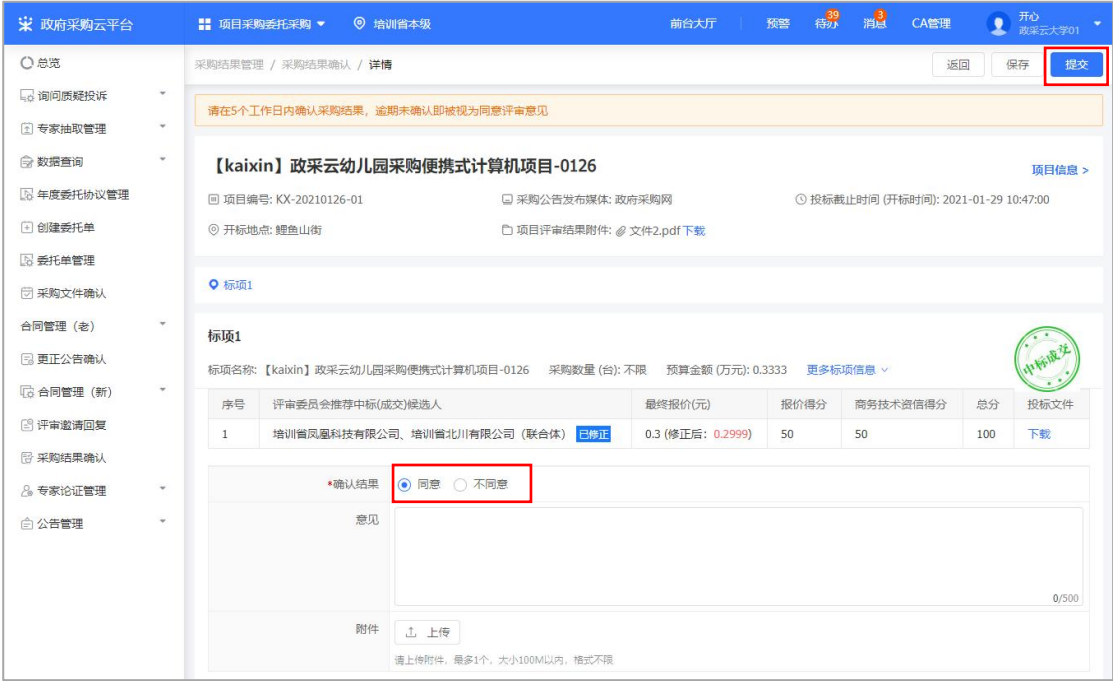 政府采购云平台 项目采购委托采购 培训省本级 前台大厅 预警 待办 39 消息 3 CA管理 开心
政采云大学01
总览
询问质疑投诉
专家抽取管理
数据查询
年度委托协议管理
创建委托单
委托单管理
采购文件确认
合同管理（老）
更正公告确认
合同管理（新）
评审邀请回复
采购结果确认
专家论证管理
公告管理
采购结果管理 / 采购结果确认 / 详情 返回 保存 提交
请在5个工作日内确认采购结果，逾期未确认即被视为同意评审意见
【kaixin】政采云幼儿园采购便携式计算机项目-0126 项目信息 >
项目编号: KX-20210126-01 采购公告发布媒体: 政府采购网 投标截止时间 (开标时间): 2021-01-29 10:47:00
开标地点: 鲤鱼山街 项目评审结果附件: 文件2.pdf 下载
标项1
标项1
中标成交
标项名称: 【kaixin】政采云幼儿园采购便携式计算机项目-0126 采购数量 (台): 不限 预算金额 (万元): 0.3333 更多标项信息
序号 评审委员会推荐中标(成交)候选人 最终报价(元) 报价得分 商务技术资信得分 总分 投标文件
1 培训省凤凰科技有限公司、培训省北川有限公司（联合体） 已修正 0.3 (修正后: 0.2999) 50 50 100 下载
*确认结果 同意 不同意
意见
0/500
附件 上传
请上传附件，最多1个，大小100M以内，格式不限